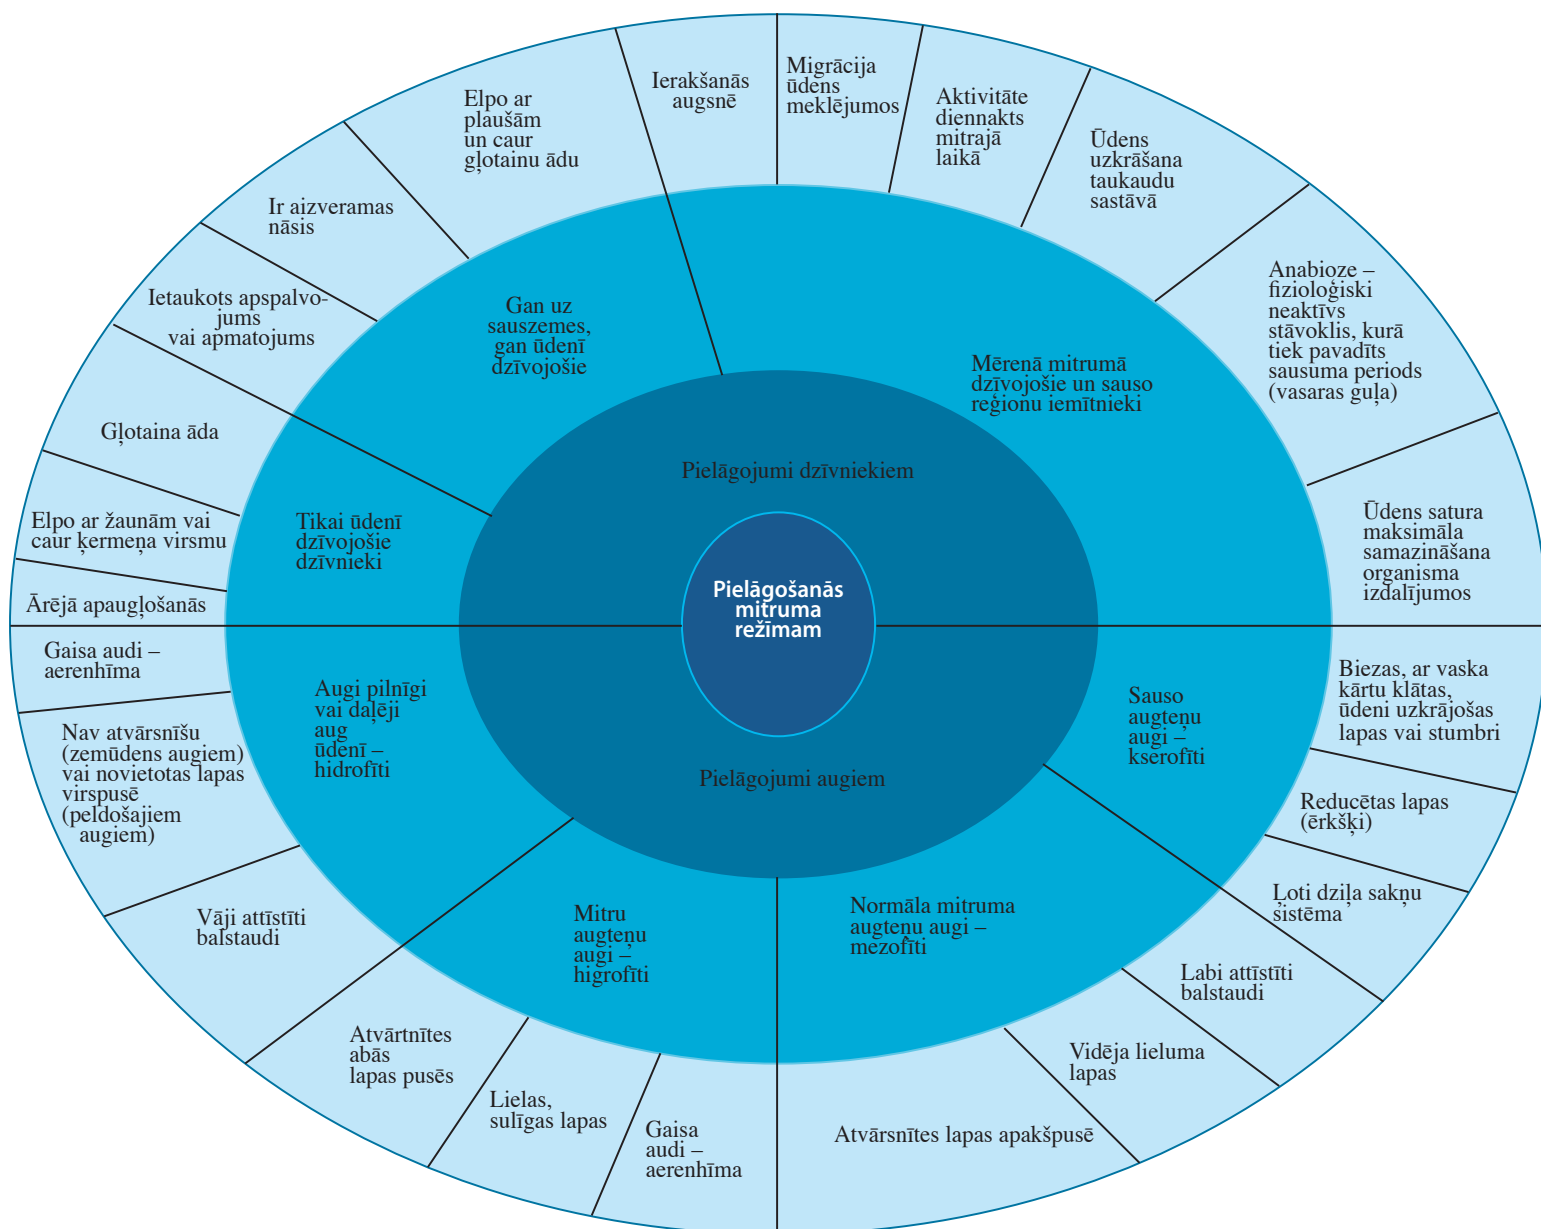 Ierakšanās
augsnē
Migrācija
ūdens
meklējumos
Aktivitāte
diennakts
mitrajā
laikā
Ūdens
uzkrāšana
taukaudu
sastāvā
Anabioze –
fizioloģiski
neaktīvs
stāvoklis, kurā
tiek pavadīts
sausuma periods
(vasaras guļa)
Ūdens satura
maksimāla
samazināšana
organisma
izdalījumos
Elpo ar
plaušām
un caur
gļotainu ādu
Ir aizveramas
nāsis
Ietaukots apspalvo-
jums
vai apmatojums
Gļotaina āda
Elpo ar žaunām vai
caur ķermeņa virsmu
Ārējā apaugļošanās
Gan uz
sauszemes,
gan ūdenī
dzīvojošie
Mērenā mitrumā
dzīvojošie un sauso
reģionu iemītnieki
Tikai ūdenī
dzīvojošie
dzīvnieki
Pielāgojumi dzīvniekiem
Pielāgošanās
mitruma
režīmam
Pielāgojumi augiem
Augi pilnīgi
vai daļēji
aug
ūdenī –
hidrofīti
Mitru
augteņu
augi –
higrofīti
Normāla mitruma
augteņu augi –
mezofīti
Sauso
augteņu
augi –
kserofīti
Gaisa audi –
aerenhīma
Nav atvārsnīšu
(zemūdens augiem)
vai novietotas lapas
virspusē
(peldošajiem
augiem)
Vāji attīstīti
balstaudi
Atvārtnītes
abās
lapas pusēs
Lielas,
sulīgas lapas
Gaisa
audi –
aerenhīma
Atvārsnītes lapas apakšpusē
Vidēja lieluma
lapas
Labi attīstīti
balstaudi
Ļoti dziļa sakņu
sistēma
Reducētas lapas
(ērkšķi)
Biezas, ar vaska
kārtu klātas,
ūdeni uzkrājošas
lapas vai stumbri